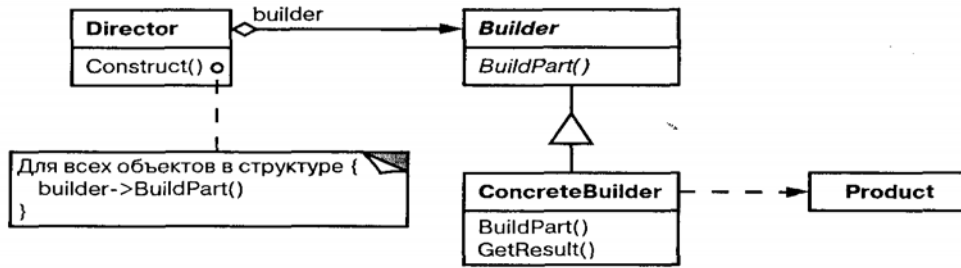 Director
builder
Builder
Construct()
BuildPart()
Для всех объектов в структуре {
builder->BuildPart()
}
ConcreteBuilder
Product
BuildPart()
GetResult()